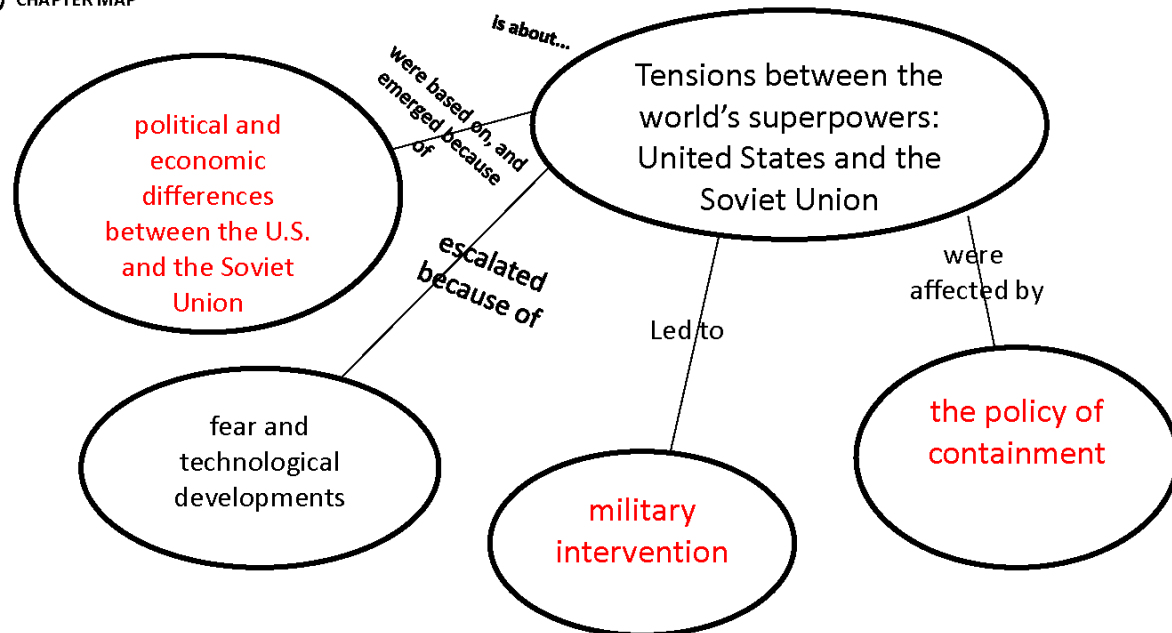 CHAPTER MAP
is about...
Tensions between the
world's superpowers:
United States and the
Soviet Union
were based on, and
emerged because
of
political and
economic
differences
between the U.S.
and the Soviet
Union
escalated
because of
fear and
technological
developments
Led to
military
intervention
were
affected by
the policy of
containment